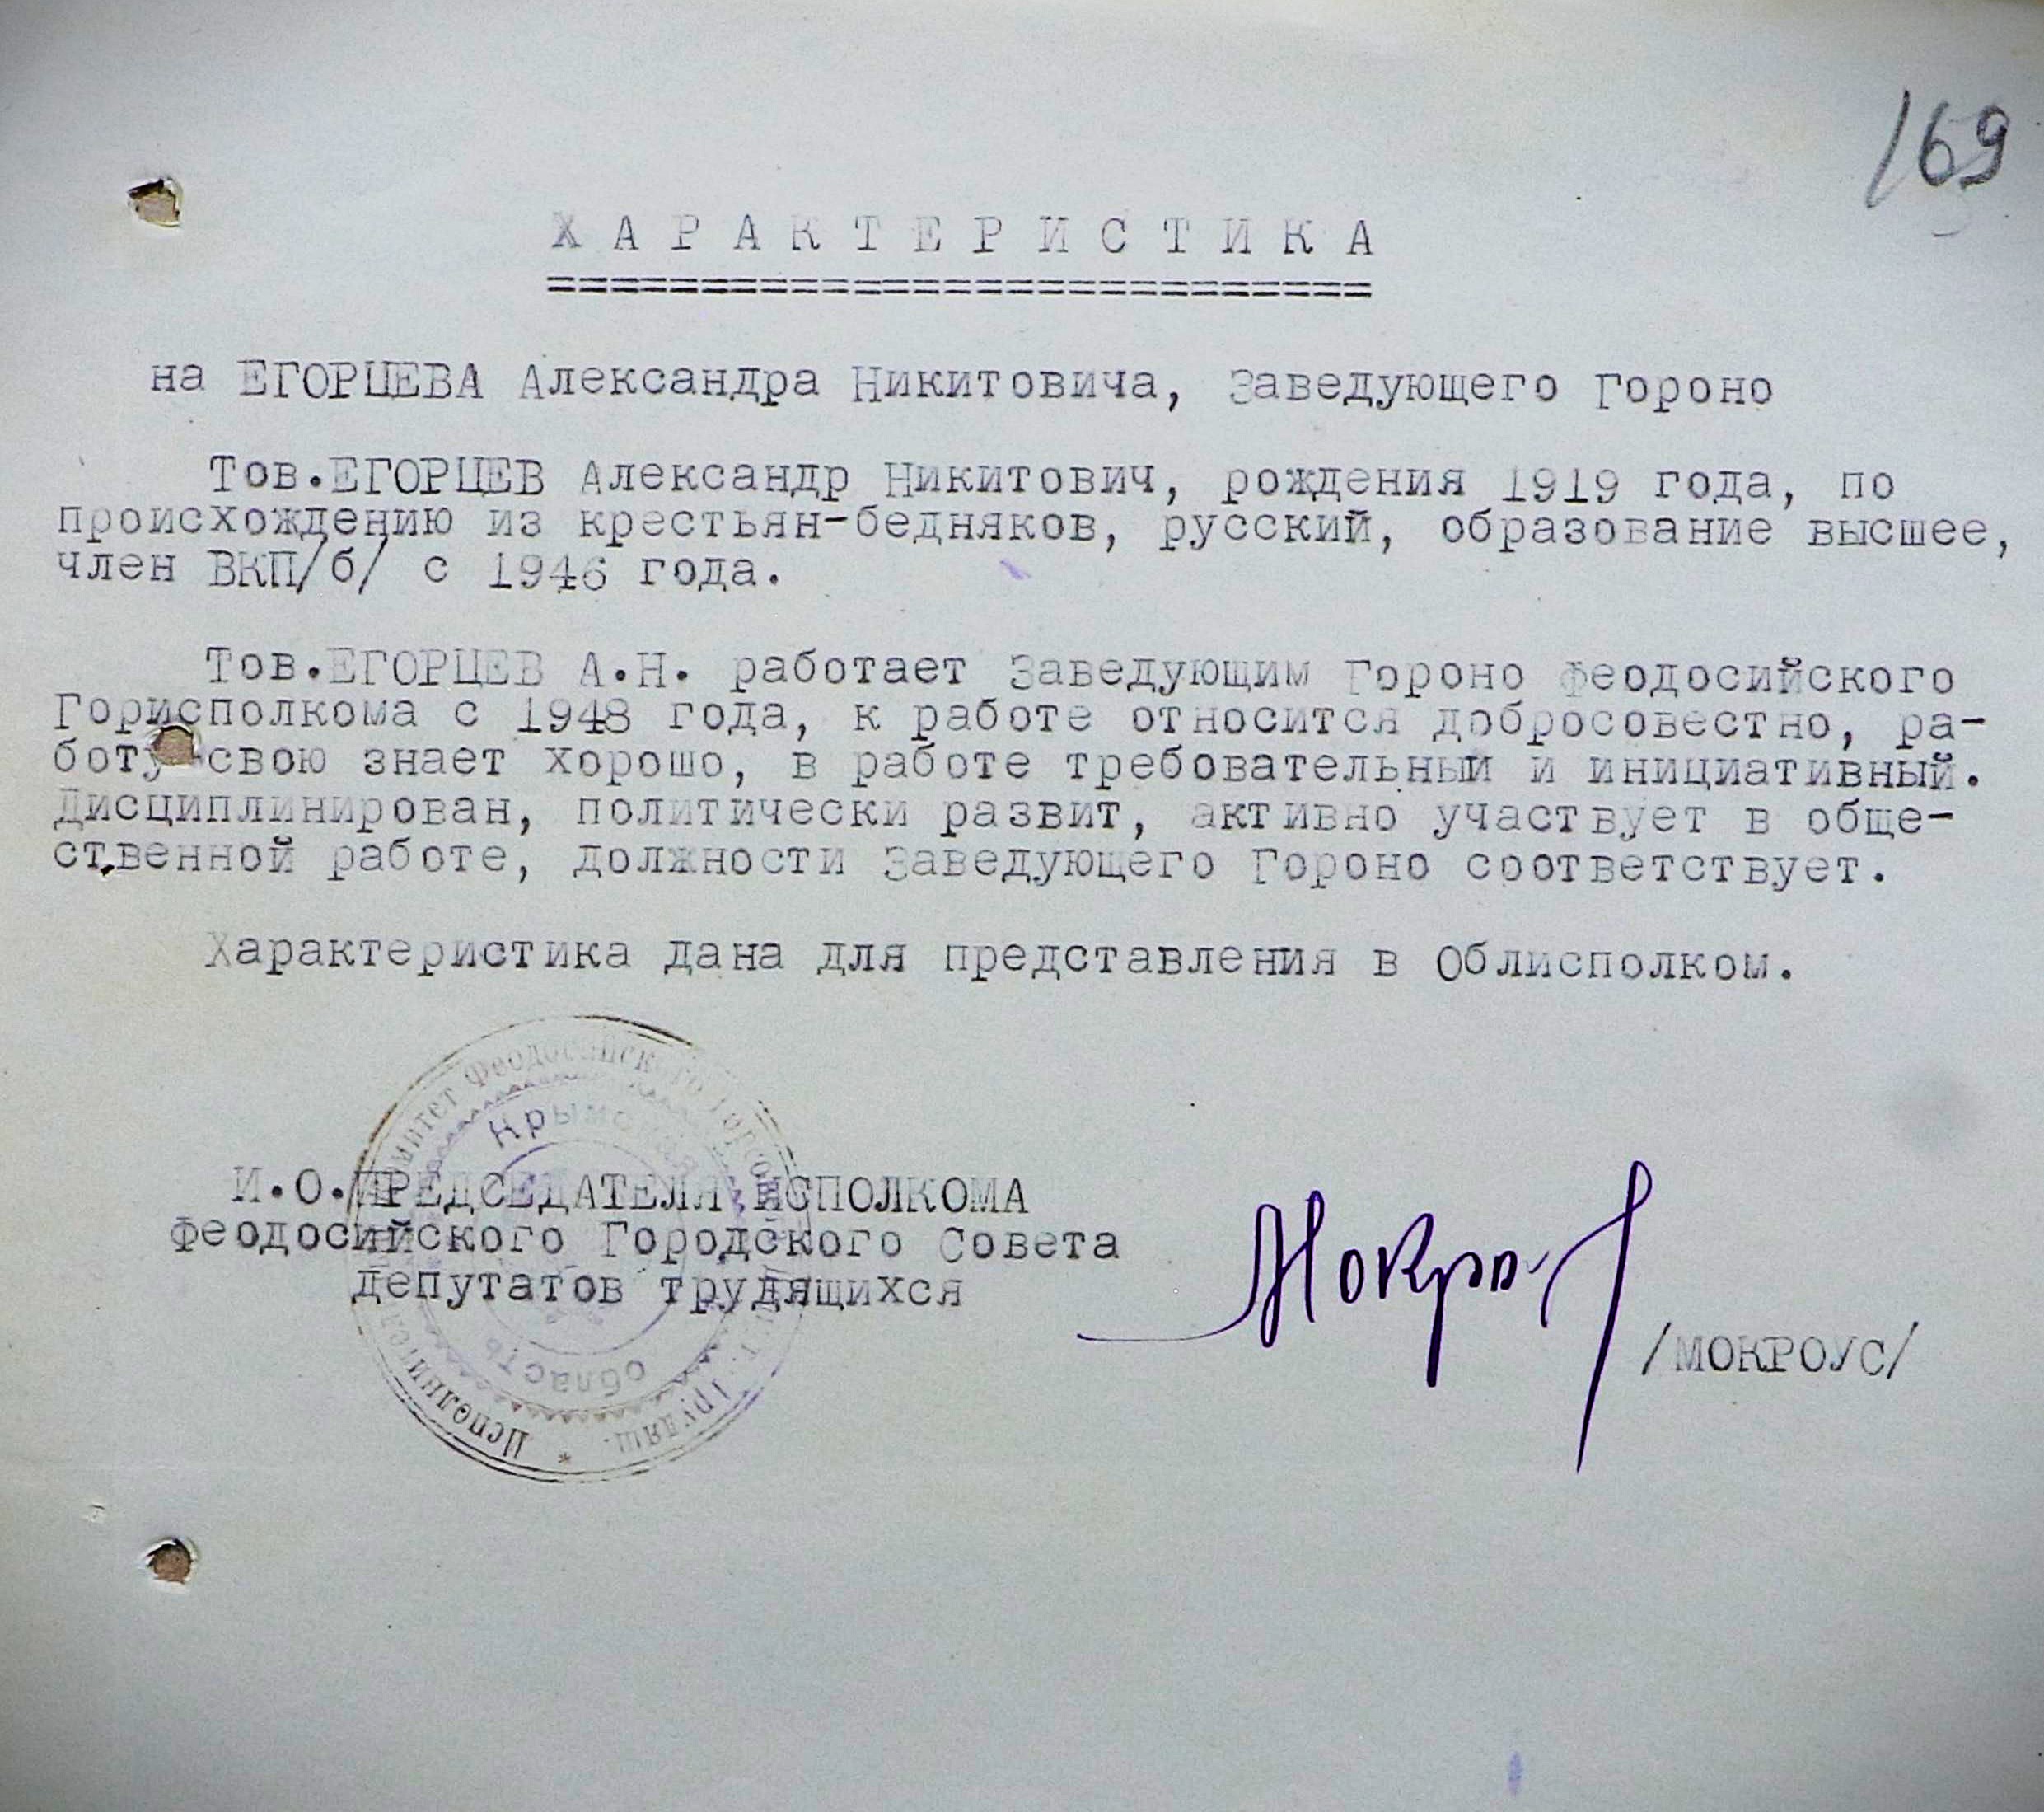 169
ХАРАКТЕРИСТИКА
===========================
на ЕГОРЦЕВА Александра Никитовича, Заведующего Гороно
Тов.ЕГОРЦЕВ Александр Никитович, рождения 1919 года, по
происхождению из крестьян-бедняков, русский, образование высшее,
член ВКП/б/ с 1946 года.
Тов.ЕГОРЦЕВ А.Н. работает Заведующим Гороно Феодосийского
Горисполкома с 1948 года, к работе относится добросовестно, ра-
боту свою знает хорошо, в работе требовательный и инициативный.
Дисциплинирован, политически развит, активно участвует в обще-
ственной работе, должности Заведующего Гороно соответствует.
Характеристика дана для представления в Облисполком.
И.О.ПРЕДСЕДАТЕЛЯ ИСПОЛКОМА
Феодосийского Городского Совета
депутатов трудящихся
/МОКРОУС/
Крымская
область